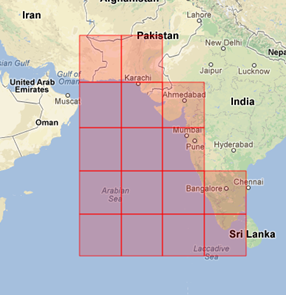 Afghanistan
Lahore
Iran
Pakistan
New Delhi
Nepa
Gulf of
Oman
Karachi
Jaipur
Lucknow
United Arab
Emirates
Muscat
Ahmedabad
India
Oman
Mumbai
Pune
Hyderabad
Arabian
Sea
Bangalore
Chennai
Sri Lanka
Laccadive
Sea